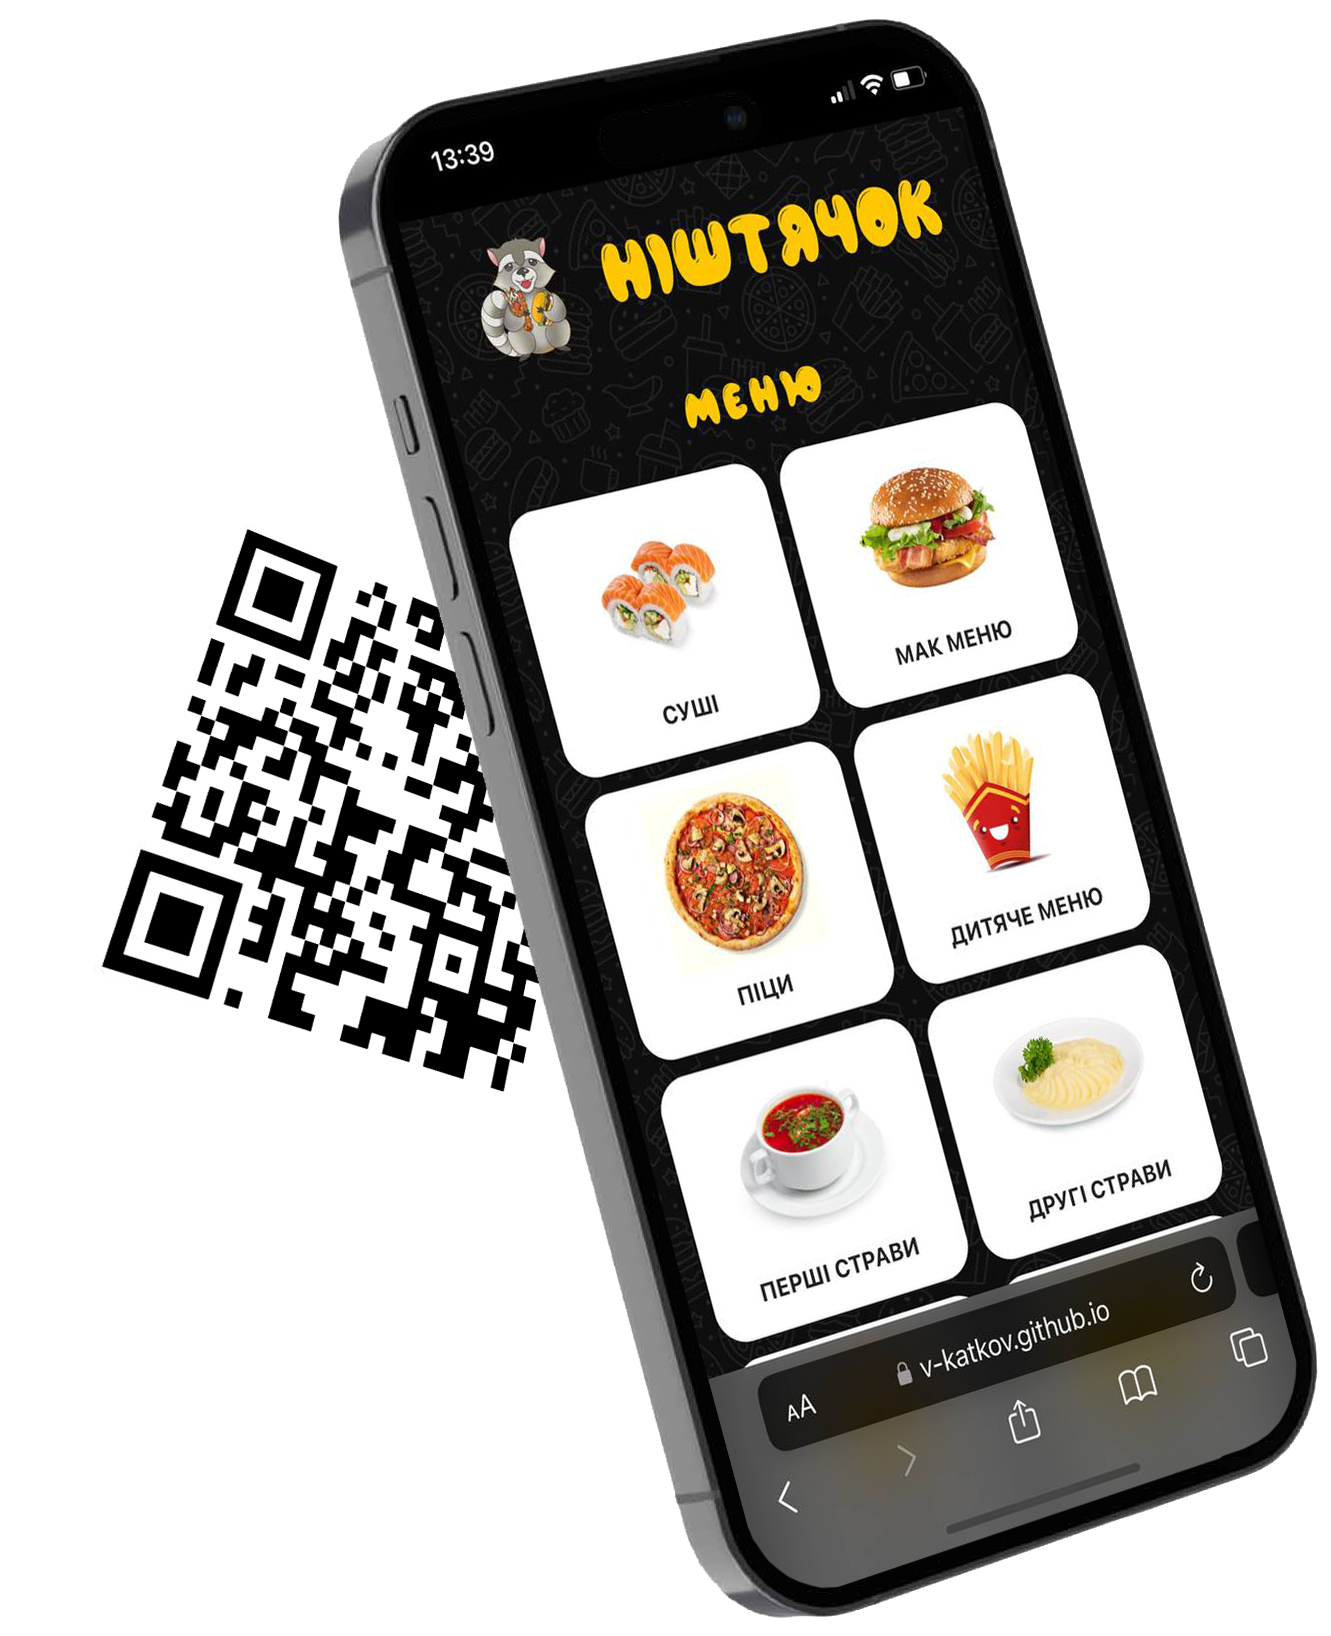 13:39
НІШТЯЧОК
МЕНЮ
СУШІ
МАК МЕНЮ
ПІЦИ
ДИТЯЧЕ МЕНЮ
ПЕРШІ СТРАВИ
ДРУГІ СТРАВИ
AA
v-katkov.github.io